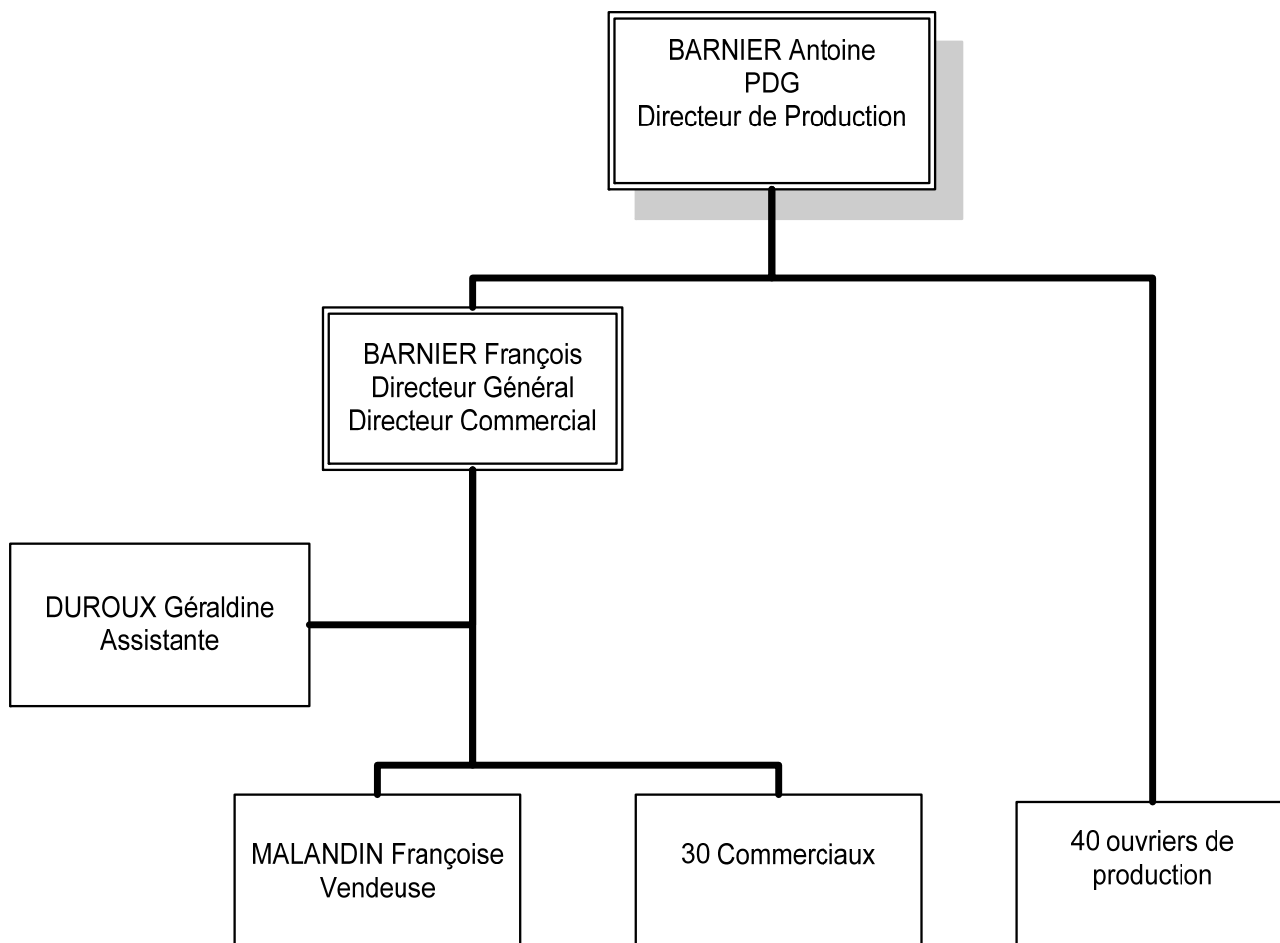 BARNIER Antoine
PDG
Directeur de Production
BARNIER François
Directeur Général
Directeur Commercial
DUROUX Géraldine
Assistante
MALANDIN Françoise
Vendeuse
30 Commerciaux
40 ouvriers de
production